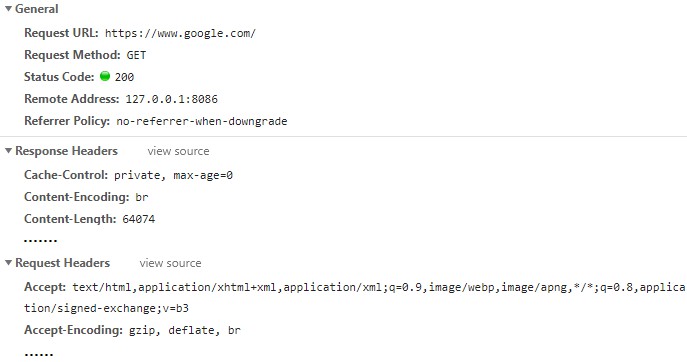 General
Request URL: https://www.google.com/
Request Method: GET
Status Code: 200
Remote Address: 127.0.0.1:8086
Referrer Policy: no-referrer-when-downgrade
Response Headers view source
Cache-Control: private, max-age=0
Content-Encoding: br
Content-Length: 64074
.......
Request Headers view source
Accept: text/html,application/xhtml+xml,application/xml;q=0.9,image/webp,image/apng,*/*;q=0.8,applica
tion/signed-exchange;v=b3
Accept-Encoding: gzip, deflate, br
......